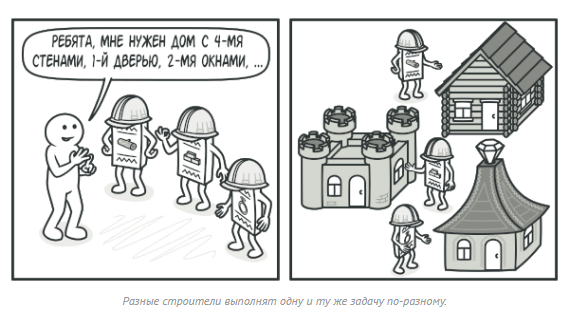 РЕБЯТА, МНЕ НУЖЕН ДОМ С 4-МЯ
СТЕНАМИ, 1-Й ДВЕРЬЮ, 2-МЯ ОКНАМИ, ...
Разные строители выполнят одну и ту же задачу по-разному.